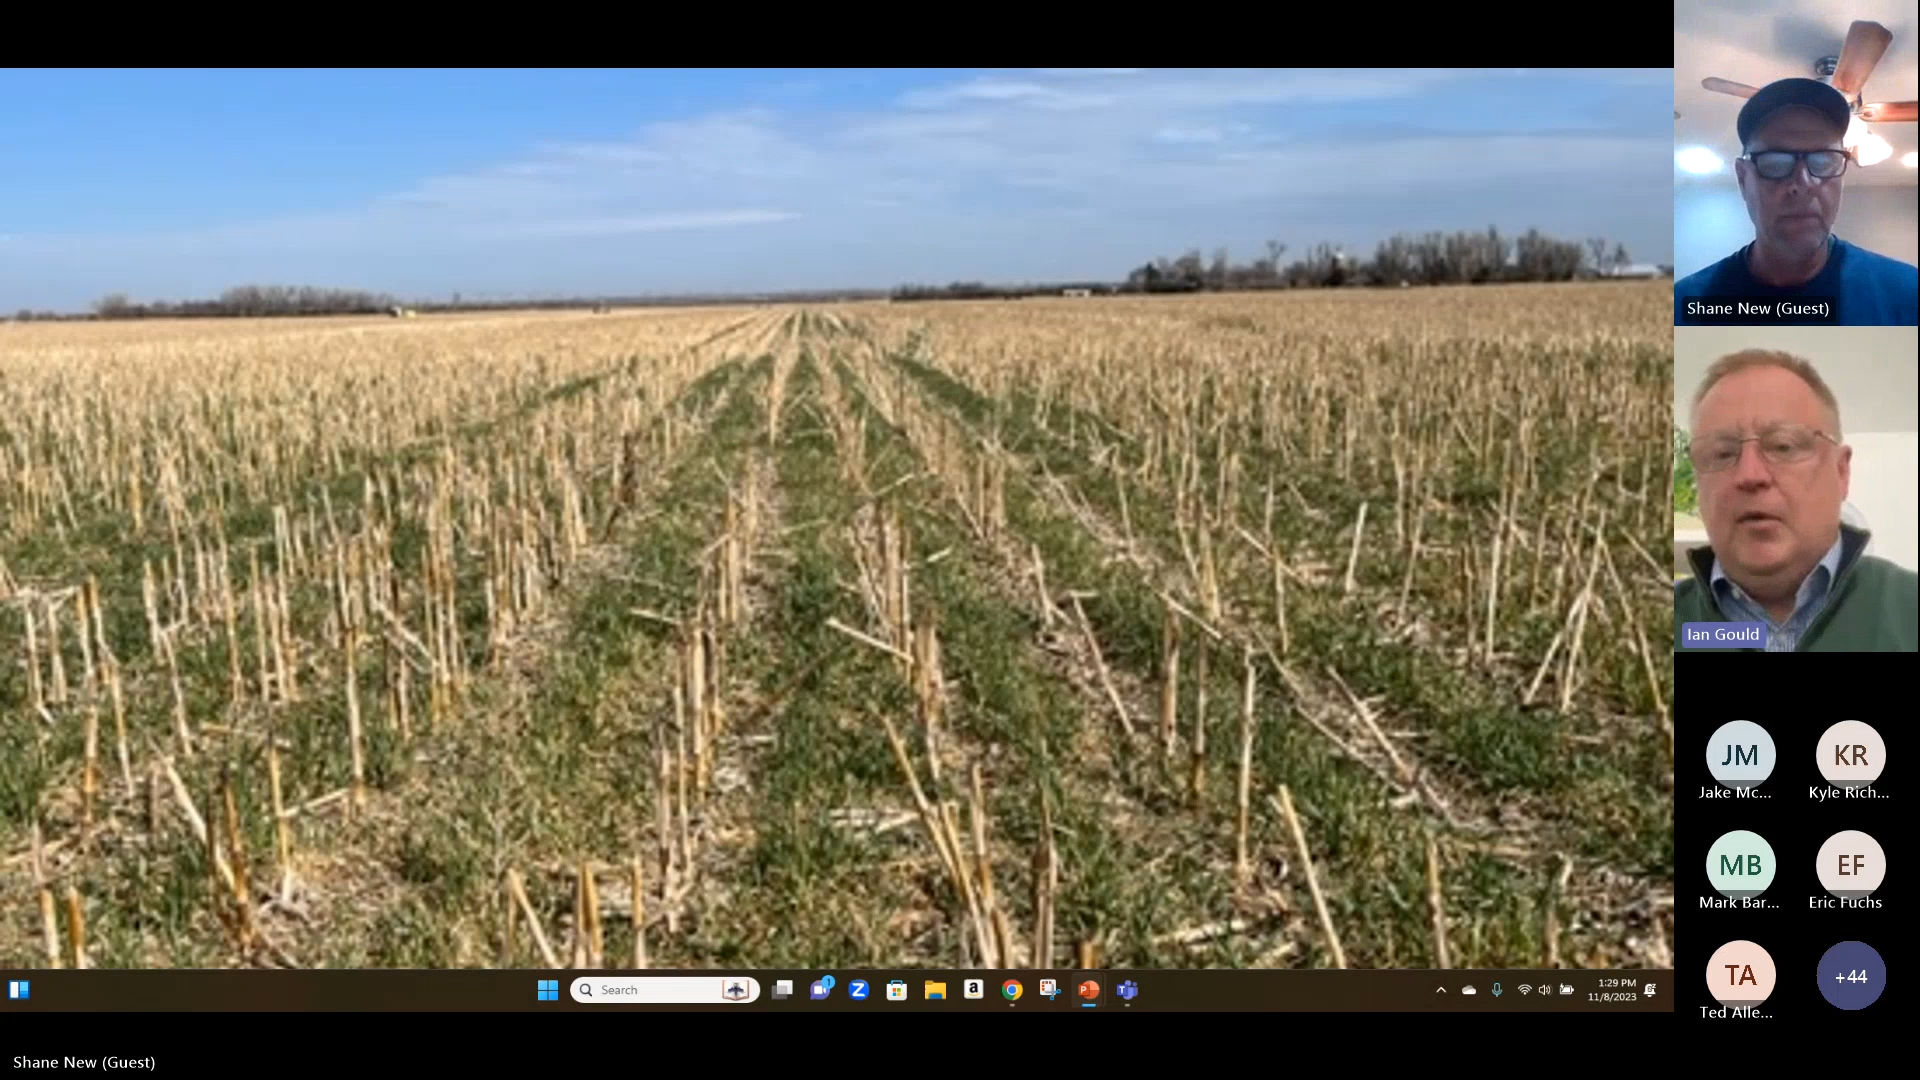 Shane New (Guest)
Ian Gould
JM
Jake Mc...
KR
Kyle Rich...
MB
Mark Bar...
EF
Eric Fuchs
TA
Ted Alle...
+44
Search
1:29 PM
11/8/2023
Shane New (Guest)